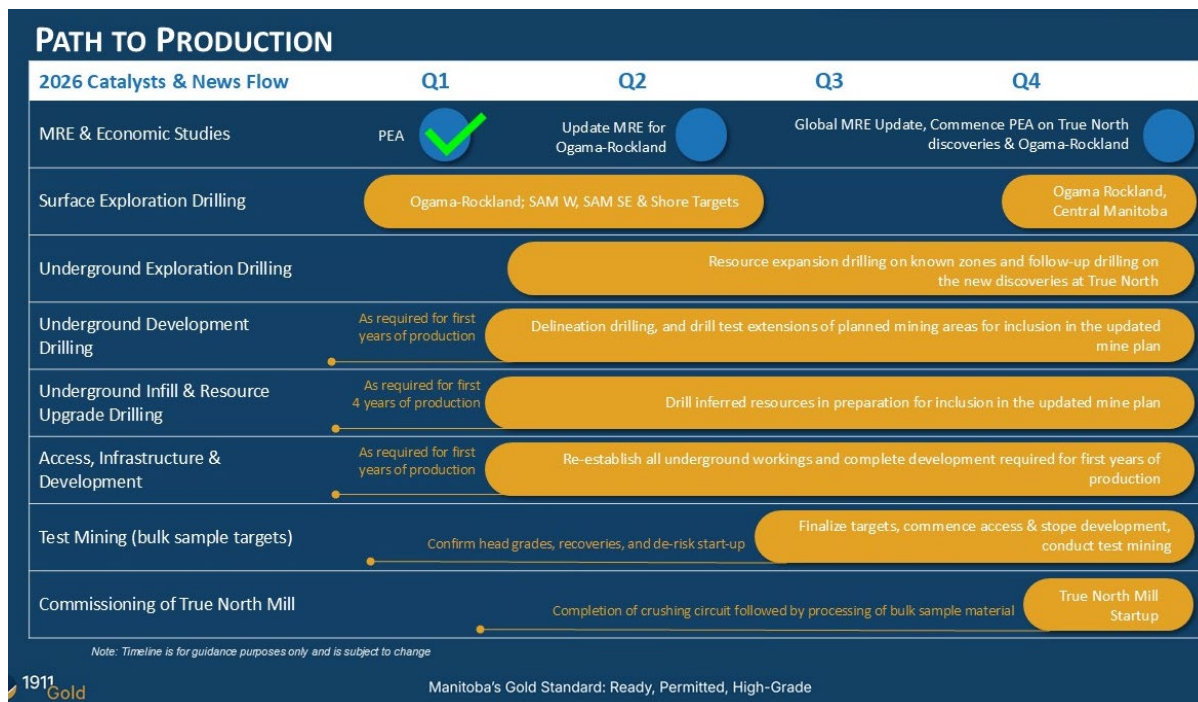 PATH TO PRODUCTION
2026 Catalysts & News Flow Q1 Q2 Q3 Q4
MRE & Economic Studies
PEA
Update MRE for
Ogama-Rockland
Global MRE Update, Commence PEA on True North
discoveries & Ogama-Rockland
Surface Exploration Drilling
Ogama-Rockland; SAM W, SAM SE & Shore Targets
Ogama Rockland,
Central Manitoba
Underground Exploration Drilling
Resource expansion drilling on known zones and follow-up drilling on
the new discoveries at True North
Underground Development
Drilling
As required for first
years of production
Delineation drilling, and drill test extensions of planned mining areas for inclusion in the updated
mine plan
Underground Infill & Resource
Upgrade Drilling
As required for first
4 years of production
Drill inferred resources in preparation for inclusion in the updated mine plan
Access, Infrastructure &
Development
As required for first
years of production
Re-establish all underground workings and complete development required for first years of
production
Test Mining (bulk sample targets)
Confirm head grades, recoveries, and de-risk start-up
Finalize targets, commence access & stope development,
conduct test mining
Commissioning of True North Mill
Completion of crushing circuit followed by processing of bulk sample material
True North Mill
Startup
Note: Timeline is for guidance purposes only and is subject to change
1911
Gold
Manitoba's Gold Standard: Ready, Permitted, High-Grade